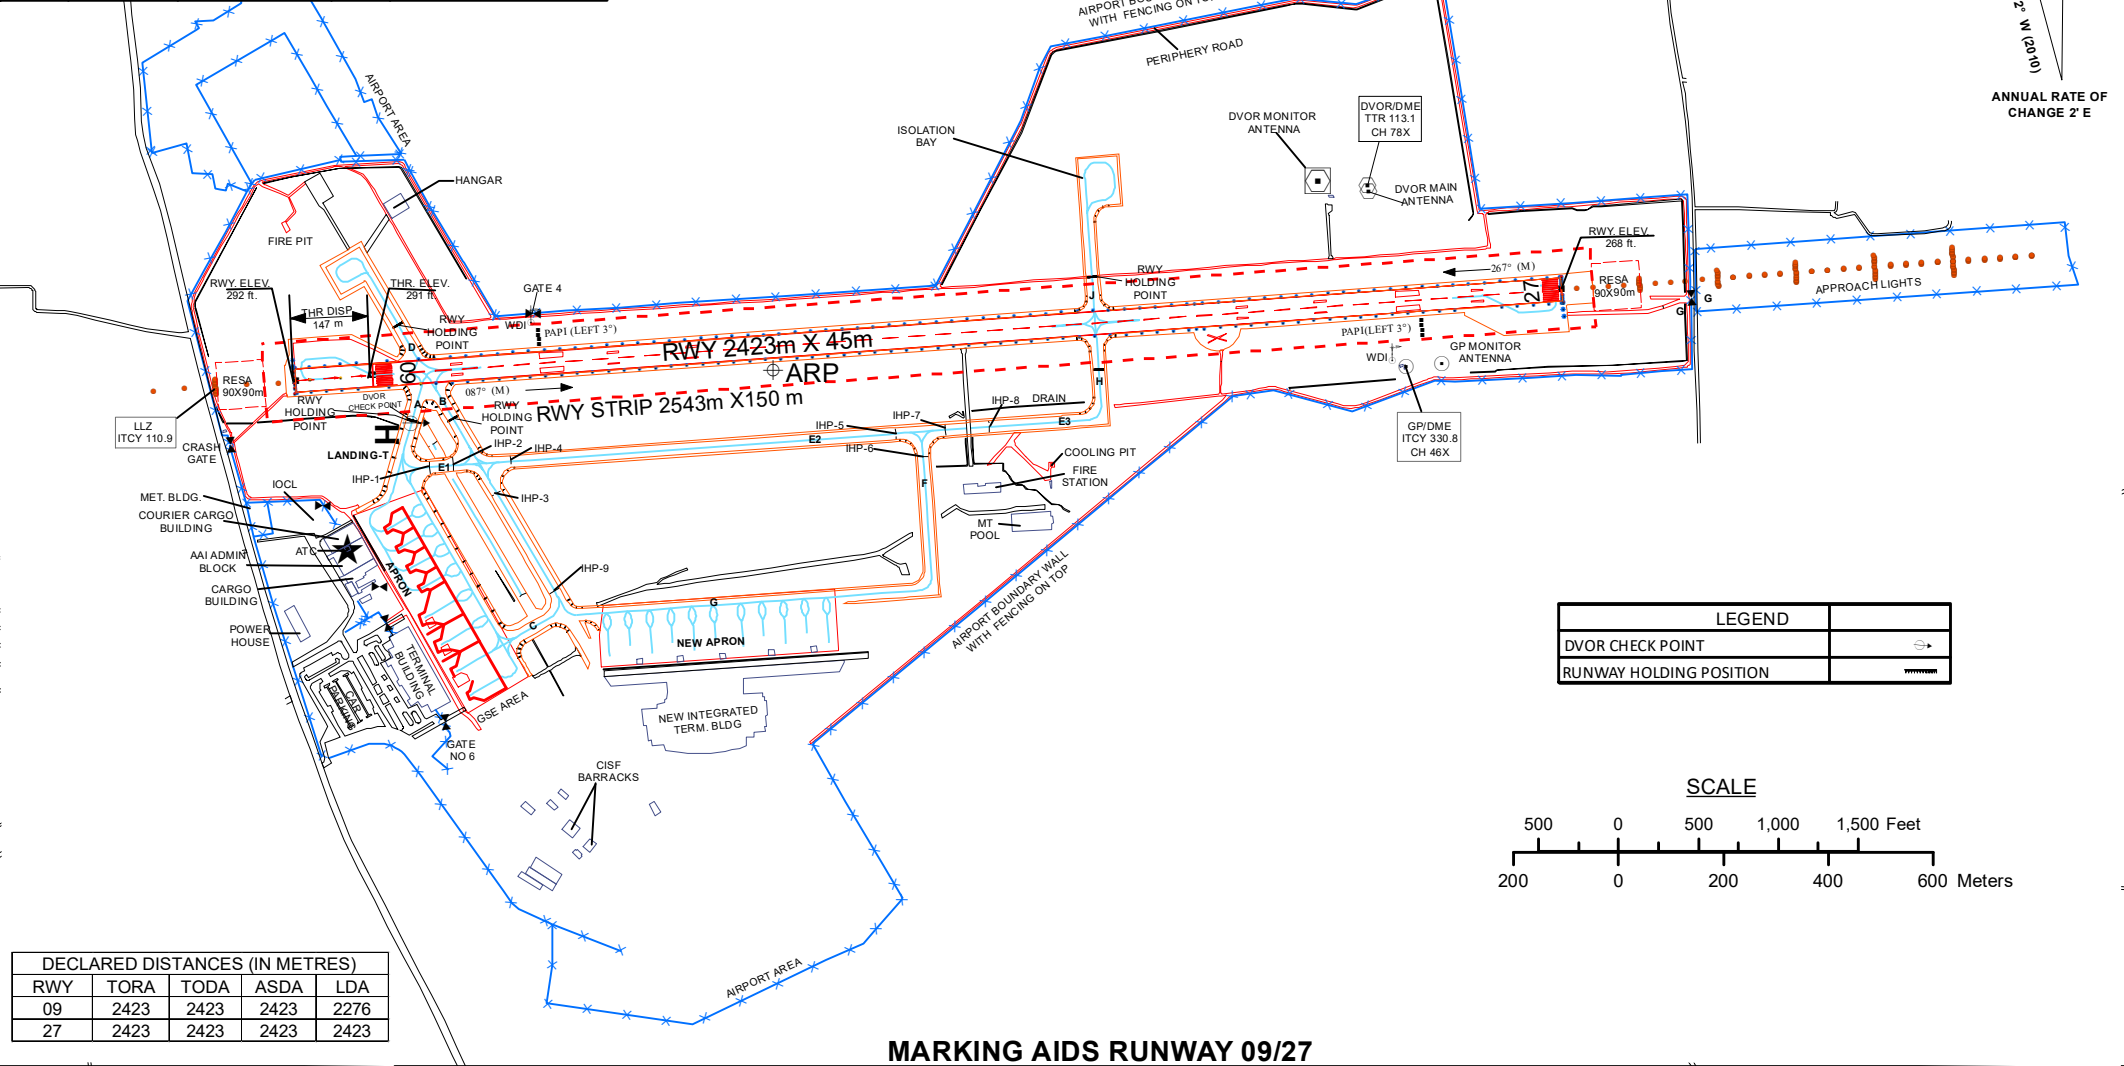 AIRPORT BOU
WITH FENCING ON TOP
PERIPHERY ROAD
2° W (2010)
ANNUAL RATE OF
CHANGE 2' E
AIRPORT AREA
HANGAR
FIRE PIT
ISOLATION
BAY
DVOR MONITOR
ANTENNA
DVOR/DME
TTR 113.1
CH 78X
DVOR MAIN
ANTENNA
RWY. ELEV.
268 ft.
RWY. ELEV.
292 ft.
THR. ELEV.
291 ft.
THR DISP
147 m
GATE 4
WDI
PAPI (LEFT 3°)
RWY
HOLDING
POINT
D
RWY
HOLDING
POINT
J
267° (M)
27
RESA
90X90m
G
G
APPROACH LIGHTS
RWY 2423m X 45m
ARP
PAPI(LEFT 3°)
WDI
GP MONITOR
ANTENNA
RESA
90X90m
09
DVOR
CHECK POINT
087° (M)
RWY STRIP 2543m X150 m
RWY
HOLDING
POINT
A
B
RWY
HOLDING
POINT
H
LLZ
ITCY 110.9
CRASH
GATE
H
LANDING-T
IHP-1
E1
IHP-2
IHP-4
IHP-3
IHP-5
E2
IHP-6
IHP-7
IHP-8
DRAIN
E3
F
GP/DME
ITCY 330.8
CH 46X
COOLING PIT
FIRE
STATION
MT
POOL
IOCL
MET. BLDG.
COURIER CARGO
BUILDING
ATC
AAI ADMIN
BLOCK
CARGO
BUILDING
POWER
HOUSE
APRON
IHP-9
C
G
NEW APRON
AIRPORT BOUNDARY WALL
WITH FENCING ON TOP
TERMINAL
BUILDING
CAR
PARKING
GSE AREA
GATE
NO 6
NEW INTEGRATED
TERM. BLDG
CISF
BARRACKS
AIRPORT AREA
LEGEND
DVOR CHECK POINT
RUNWAY HOLDING POSITION
SCALE
500 0 500 1,000 1,500 Feet
200 0 200 400 600 Meters
DECLARED DISTANCES (IN METRES)
RWY TORA TODA ASDA LDA
09 2423 2423 2423 2276
27 2423 2423 2423 2423
MARKING AIDS RUNWAY 09/27